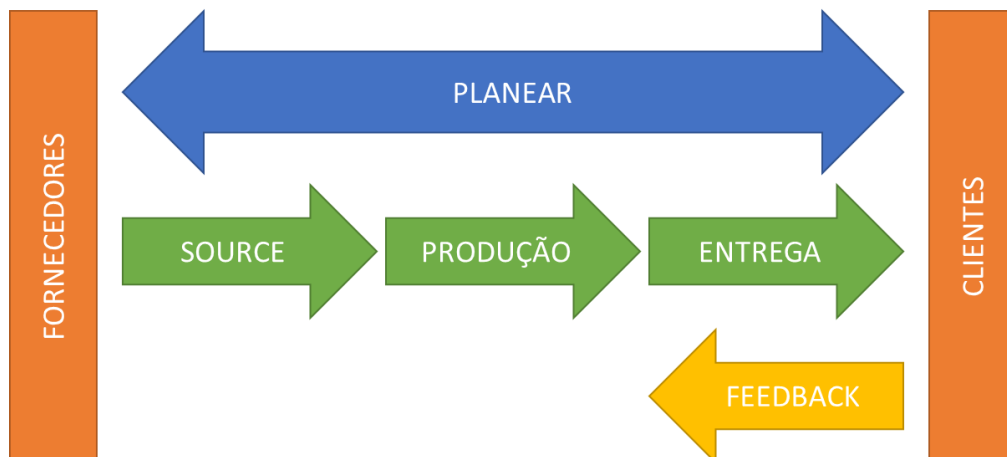 FORNECEDORES
PLANEAR
SOURCE
PRODUÇÃO
ENTREGA
FEEDBACK
CLIENTES